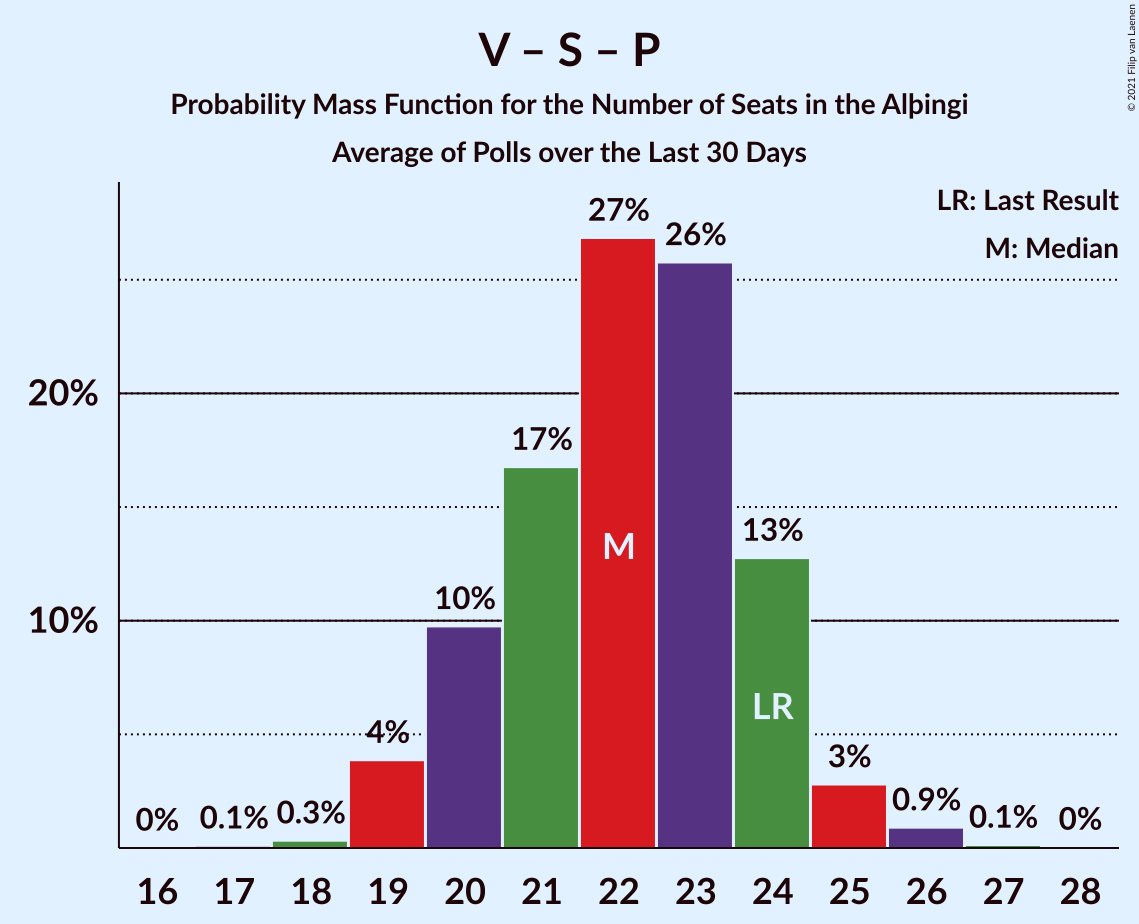 V – S – P
Probability Mass Function for the Number of Seats in the Alþingi
Average of Polls over the Last 30 Days
© 2021 Filip van Laenen
LR: Last Result
M: Median
27%
26%
20%
17%
13%
M
10%
10%
LR
4%
3%
0%
0.1%
0.3%
0.9%
0.1%
0%
16 17 18 19 20 21 22 23 24 25 26 27 28